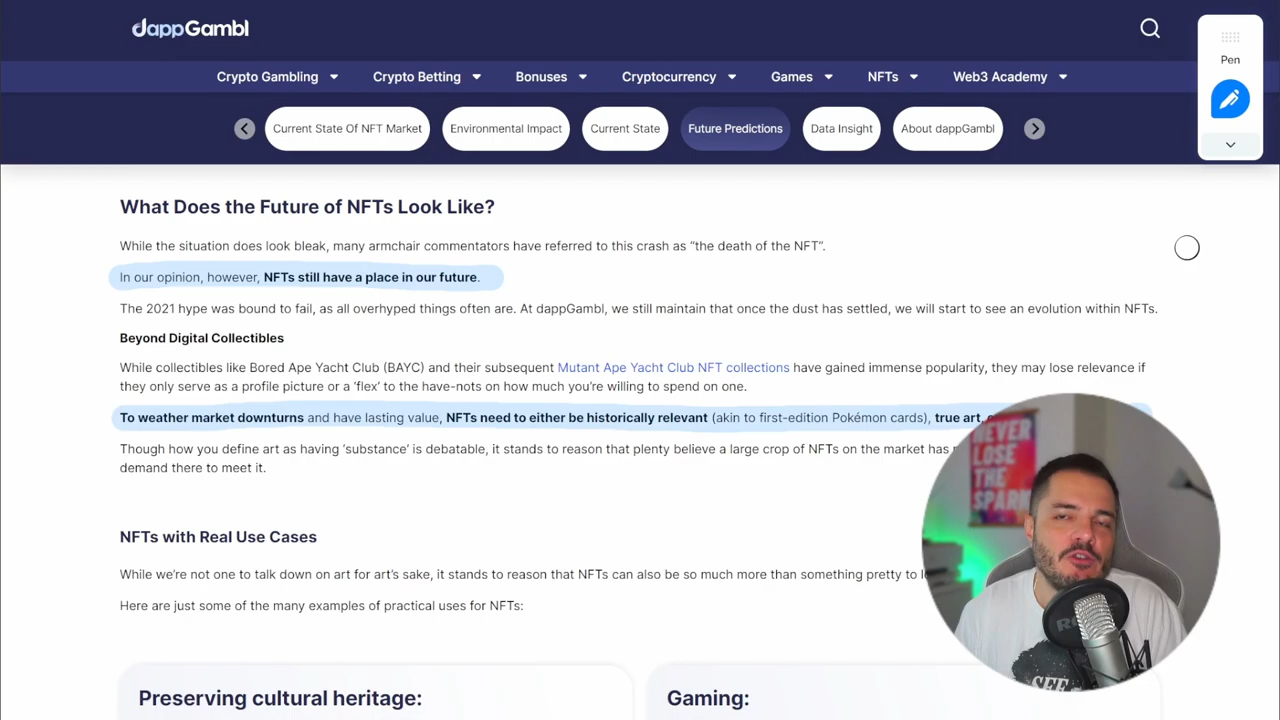 dappGambl
Pen
Crypto Gambling Crypto Betting Bonuses Cryptocurrency Games NFTs Web3 Academy
Current State Of NFT Market Environmental Impact Current State Future Predictions Data Insight About dappGambl
What Does the Future of NFTs Look Like?
While the situation does look bleak, many armchair commentators have referred to this crash as “the death of the NFT”.
In our opinion, however, NFTs still have a place in our future.
The 2021 hype was bound to fail, as all overhyped things often are. At dappGambl, we still maintain that once the dust has settled, we will start to see an evolution within NFTs.
Beyond Digital Collectibles
While collectibles like Bored Ape Yacht Club (BAYC) and their subsequent Mutant Ape Yacht Club NFT collections have gained immense popularity, they may lose relevance if
they only serve as a profile picture or a ‘flex’ to the have-nots on how much you’re willing to spend on one.
To weather market downturns and have lasting value, NFTs need to either be historically relevant (akin to first-edition Pokémon cards), true art,
Though how you define art as having ‘substance’ is debatable, it stands to reason that plenty believe a large crop of NFTs on the market has
demand there to meet it.
NEVER
LOSE
THE
SPARK
NFTs with Real Use Cases
While we’re not one to talk down on art for art’s sake, it stands to reason that NFTs can also be so much more than something pretty to
Here are just some of the many examples of practical uses for NFTs:
SEE
Preserving cultural heritage:
Gaming: